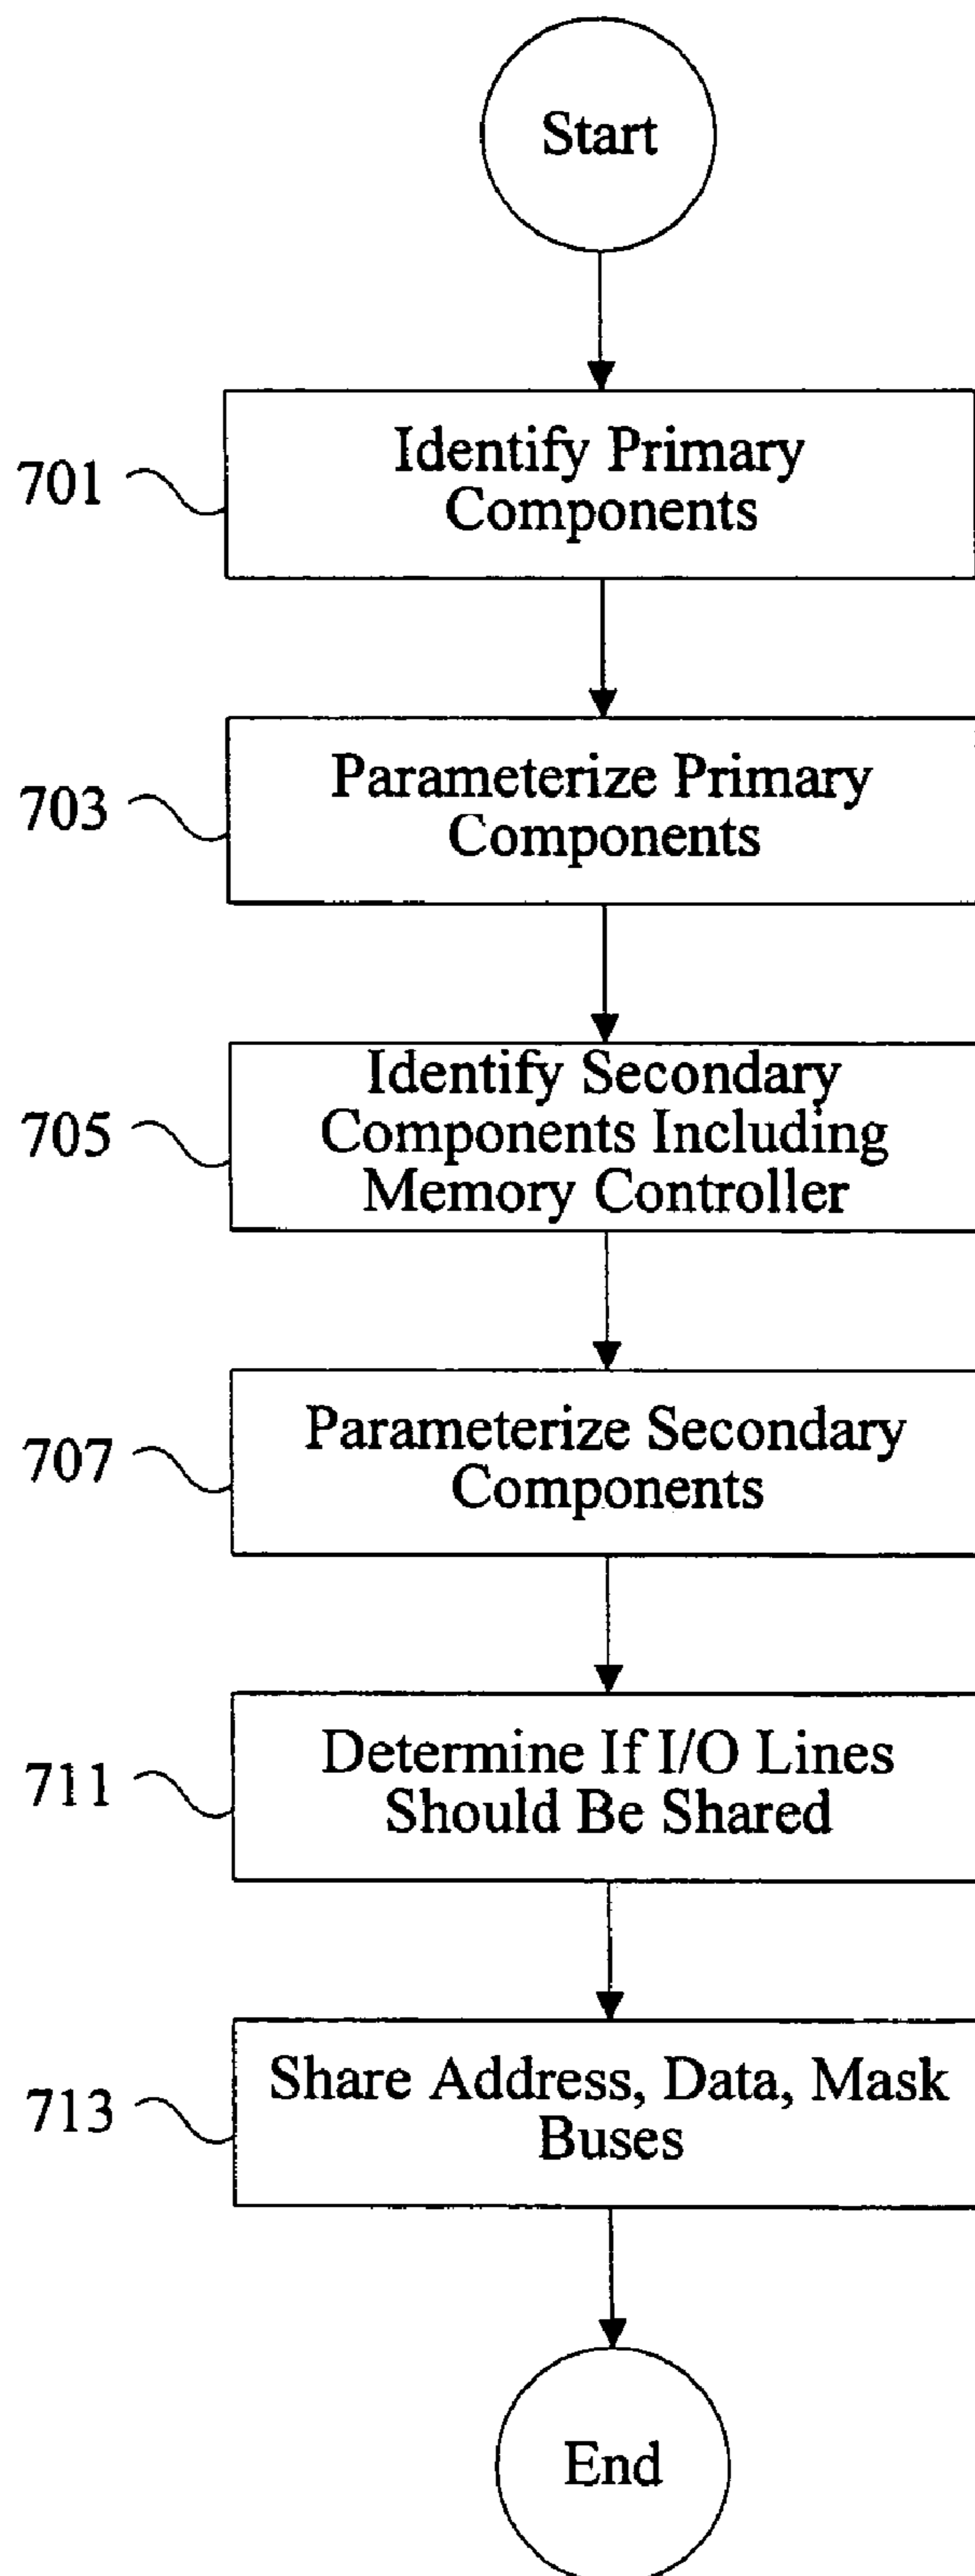 Start
701
Identify Primary
Components
703
Parameterize Primary
Components
705
Identify Secondary
Components Including
Memory Controller
707
Parameterize Secondary
Components
711
Determine If I/O Lines
Should Be Shared
713
Share Address, Data, Mask
Buses
End